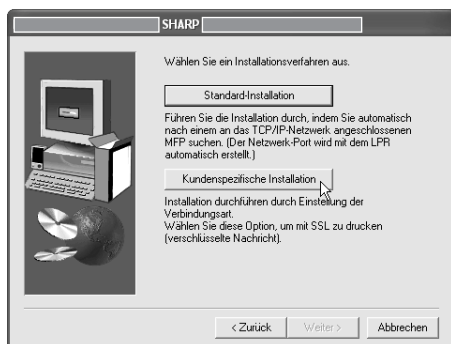 SHARP
Wählen Sie ein Installationsverfahren aus.
Standard-Installation
Führen Sie die Installation durch, indem Sie automatisch
nach einem an das TCP/IP-Netzwerk angeschlossenen
MFP suchen. (Der Netzwerk-Port wird mit dem LPR
automatisch erstellt.)
Kundenspezifische Installation
Installation durchführen durch Einstellung der
Verbindungsart.
Wählen Sie diese Option, um mit SSL zu drucken
(verschlüsselte Nachricht).
< Zurück
Weiter >
Abbrechen